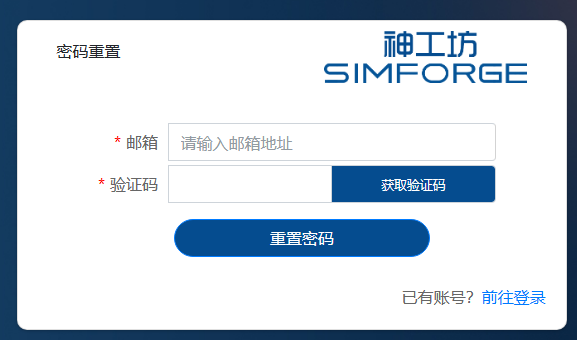 密码重置
神工坊
SIMFORGE
* 邮箱 请输入邮箱地址
* 验证码 获取验证码
重置密码
已有账号？前往登录